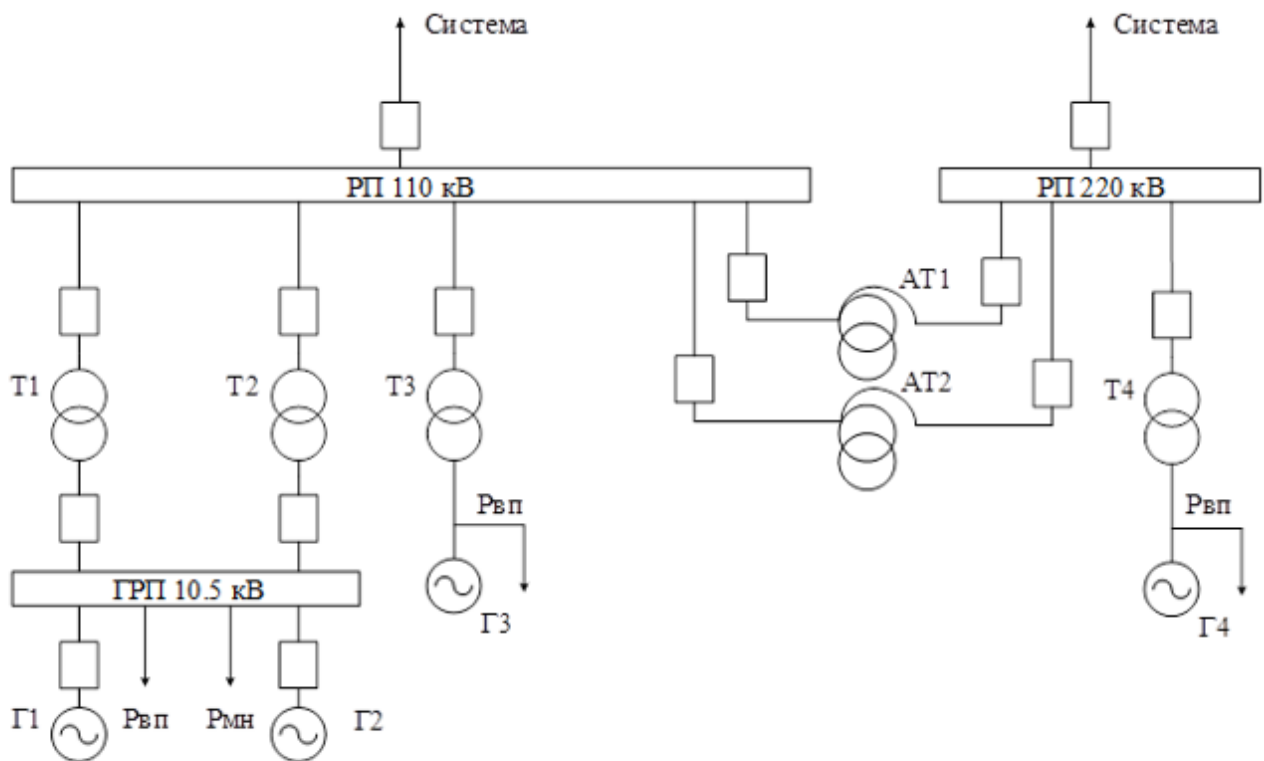 Система
Система
РП 110 кВ
РП 220 кВ
АТ1
Т1
Т2
Т3
АТ2
Т4
Рвп
Рвп
ГРП 10.5 кВ
Г3
Г4
Г1
Рвп
Рмн
Г2